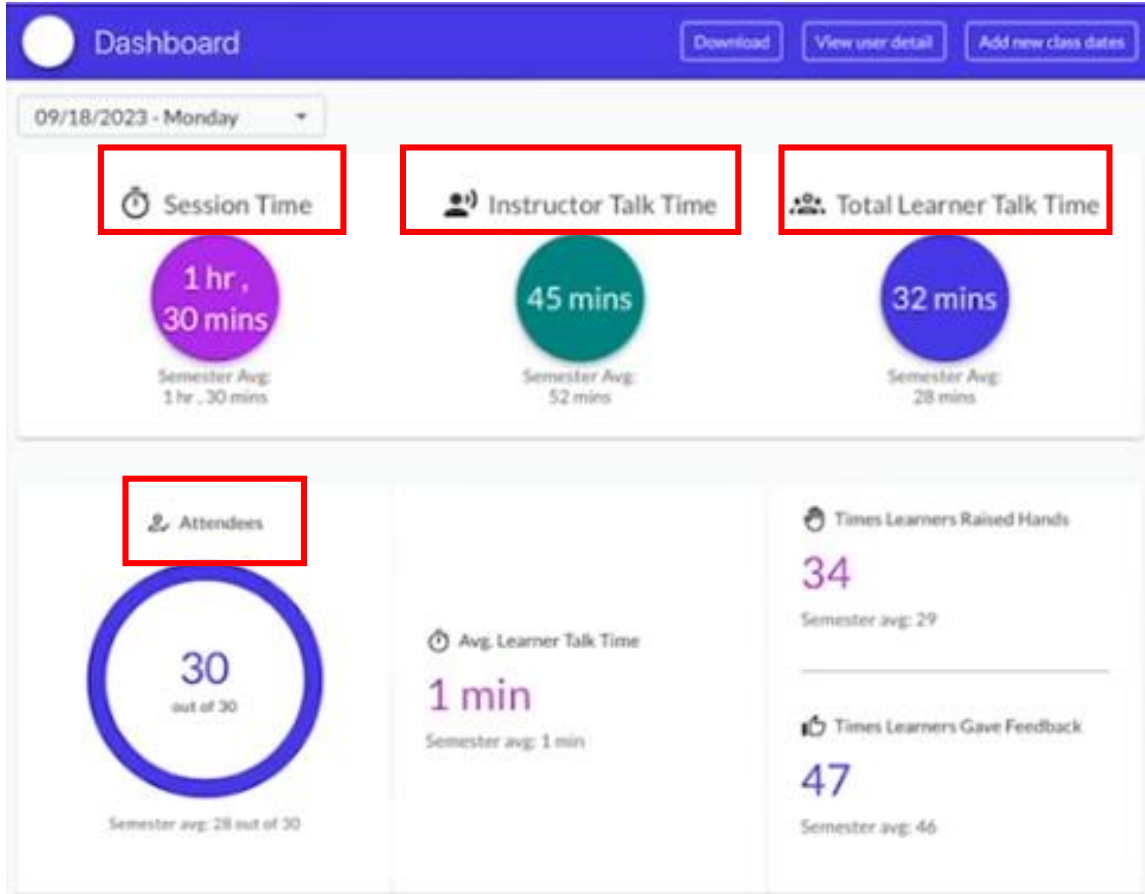 Dashboard
Download
View user detail
Add new class dates
09/18/2023 - Monday
Session Time
1 hr ,
30 mins
Semester Avg:
1 hr , 30 mins
Instructor Talk Time
45 mins
Semester Avg:
52 mins
Total Learner Talk Time
32 mins
Semester Avg:
28 mins
Attendees
30
out of 30
Semester avg: 28 out of 30
Avg. Learner Talk Time
1 min
Semester avg: 1 min
Times Learners Raised Hands
34
Semester avg: 29
Times Learners Gave Feedback
47
Semester avg: 46